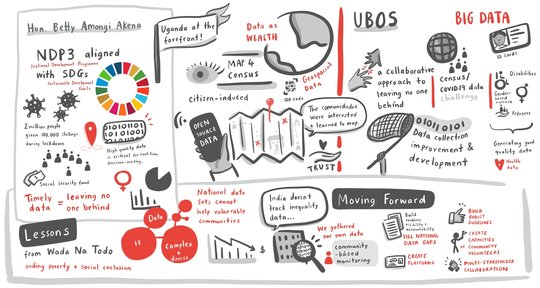 Hon. Betty Amongi Akena
NDP3 aligned
National Development Programme
with SDGs
Sustainable Development
Goals
2 million people
given 100,000 shillings
during lockdown
0101010
101010
High quality data
is critical for real-time
decision-making
Social security fund
Timely = leaving no
data one behind
Uganda at the
forefront!
Data as
WEALTH
MAP &
Census
Geospatial
Data
QR code
Citizen-induced
OPEN
SOURCE
DATA
The communities
were interested
& learned to map
TRUST
UBOS
BIG DATA
a collaborative
approach to
leaving no one
behind
Census/
COVID19 data
challenge
ID Cards
Disabilities
Gender-
based
violence
Refugees
01011010
Data collection
improvement &
development
Generating good
quality data
Health data
Lessons
from Wada Na Todo
ending poverty + social exclusion
Data
is
Complex
+
diverse
National data
sets cannot
help vulnerable
communities
$
India doesn't
track inequality
data...
We gathered
our own data
community
-based
monitoring
Moving Forward
Build
evidence,
visibility +
accountability
FILL NATIONAL
DATA GAPS
CREATE
PLATFORMS
BUILD
ROBUST
GUIDELINES
CREATE
CAPACITIES
OF COMMUNITY
VOLUNTEERS
MULTI-STAKEHOLDER
COLLABORATION